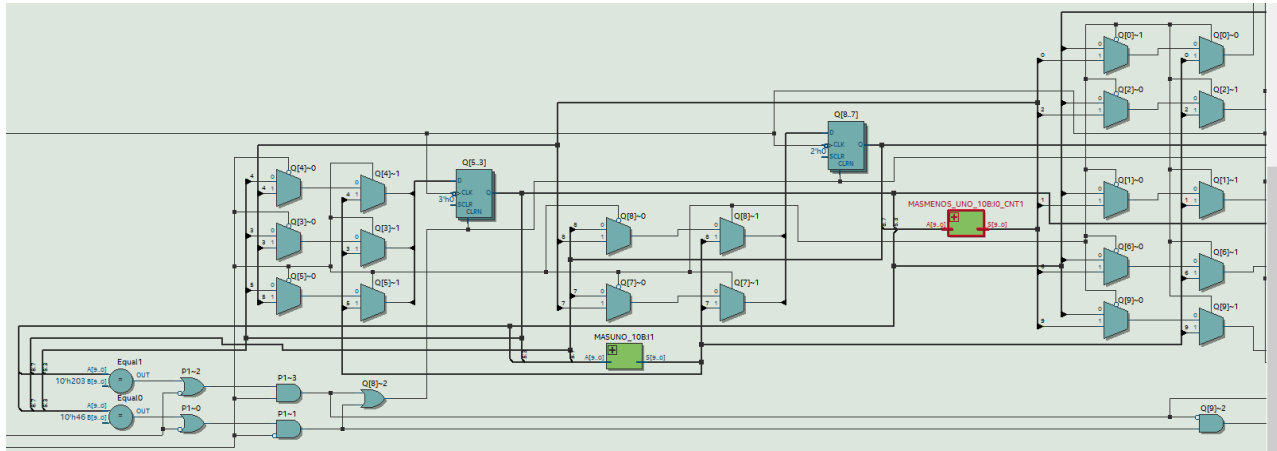 Q[0]~1
Q[0]~0
Q[2]~0
Q[2]~1
Q[8..7]
D
CLK
Q
2'h0
SCLR
CLRN
Q[4]~0
Q[4]~1
Q[5..3]
D
CLK
Q
3'h0
SCLR
CLRN
Q[1]~0
Q[1]~1
MASMENOS_UNO_10B:I0_CNT1
A[9..0]
S[9..0]
Q[3]~0
Q[3]~1
Q[8]~0
Q[8]~1
Q[6]~0
Q[6]~1
Q[5]~0
Q[5]~1
Q[7]~0
Q[7]~1
Q[9]~0
Q[9]~1
MASUNO_10B:I1
A[9..0]
S[9..0]
Equal1
A[9..0]
10'h203 B[9..0]
=
OUT
P1~2
P1~3
Q[8]~2
Equal0
A[9..0]
10'h46 B[9..0]
=
OUT
P1~0
P1~1
Q[9]~2